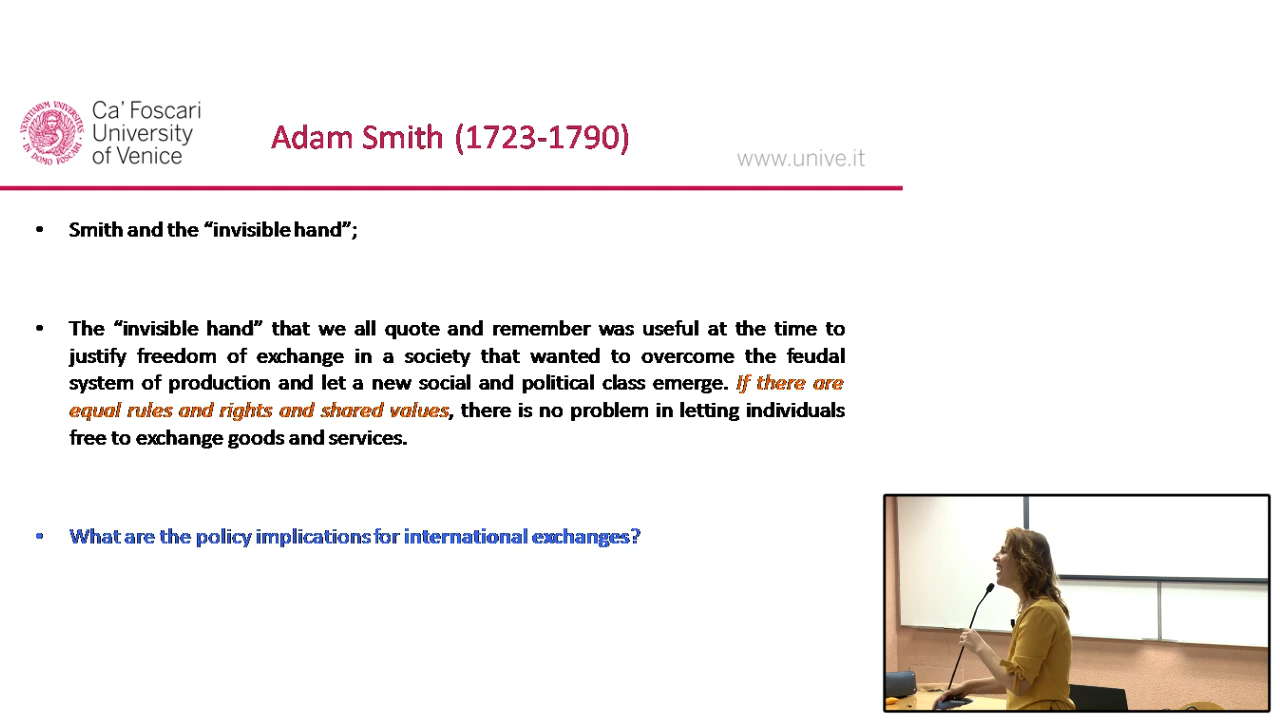 Ca' Foscari
University
of Venice
Adam Smith (1723-1790)
www.unive.it
• Smith and the “invisible hand”;
• The “invisible hand” that we all quote and remember was useful at the time to
justify freedom of exchange in a society that wanted to overcome the feudal
system of production and let a new social and political class emerge. If there are
equal rules and rights and shared values, there is no problem in letting individuals
free to exchange goods and services.
• What are the policy implications for international exchanges?